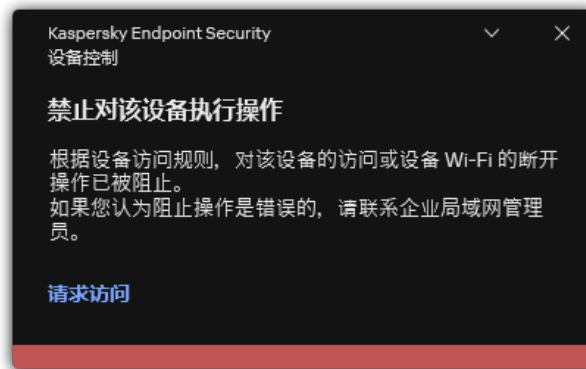 Kaspersky Endpoint Security
设备控制
禁止对该设备执行操作
根据设备访问规则，对该设备的访问或设备 Wi-Fi 的断开
操作已被阻止。
如果您认为阻止操作是错误的，请联系企业局域网管理
员。
请求访问